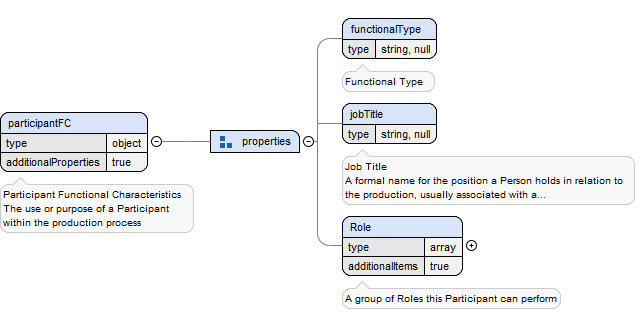 functionalType
type string, null
Functional Type
jobTitle
type string, null
Job Title
A formal name for the position a Person holds in relation to
the production, usually associated with a...
participantFC
type object
additionalProperties true
Participant Functional Characteristics
The use or purpose of a Participant
within the production process
properties
Role
type array
additionalItems true
A group of Roles this Participant can perform